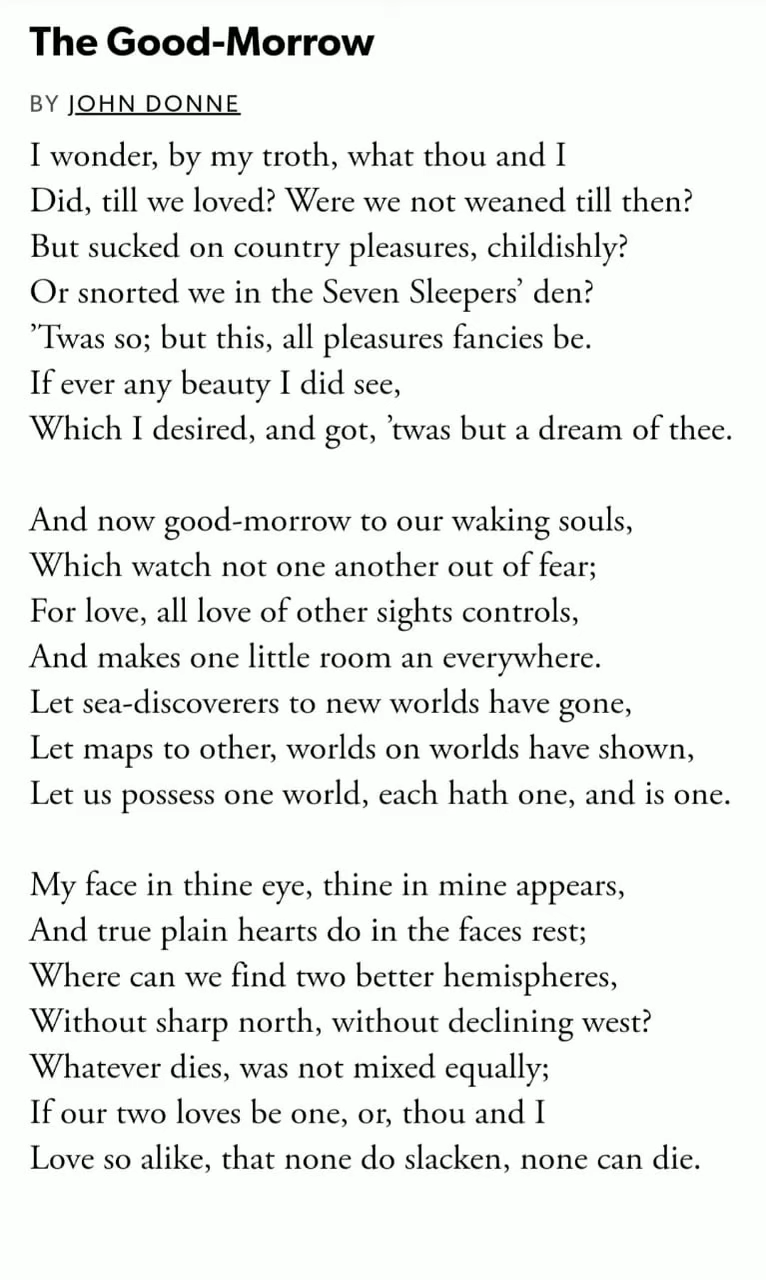 The Good-Morrow
BY JOHN DONNE
I wonder, by my troth, what thou and I
Did, till we loved? Were we not weaned till then?
But sucked on country pleasures, childishly?
Or snorted we in the Seven Sleepers’ den?
’Twas so; but this, all pleasures fancies be.
If ever any beauty I did see,
Which I desired, and got, ’twas but a dream of thee.

And now good-morrow to our waking souls,
Which watch not one another out of fear;
For love, all love of other sights controls,
And makes one little room an everywhere.
Let sea-discoverers to new worlds have gone,
Let maps to other, worlds on worlds have shown,
Let us possess one world, each hath one, and is one.

My face in thine eye, thine in mine appears,
And true plain hearts do in the faces rest;
Where can we find two better hemispheres,
Without sharp north, without declining west?
Whatever dies, was not mixed equally;
If our two loves be one, or, thou and I
Love so alike, that none do slacken, none can die.